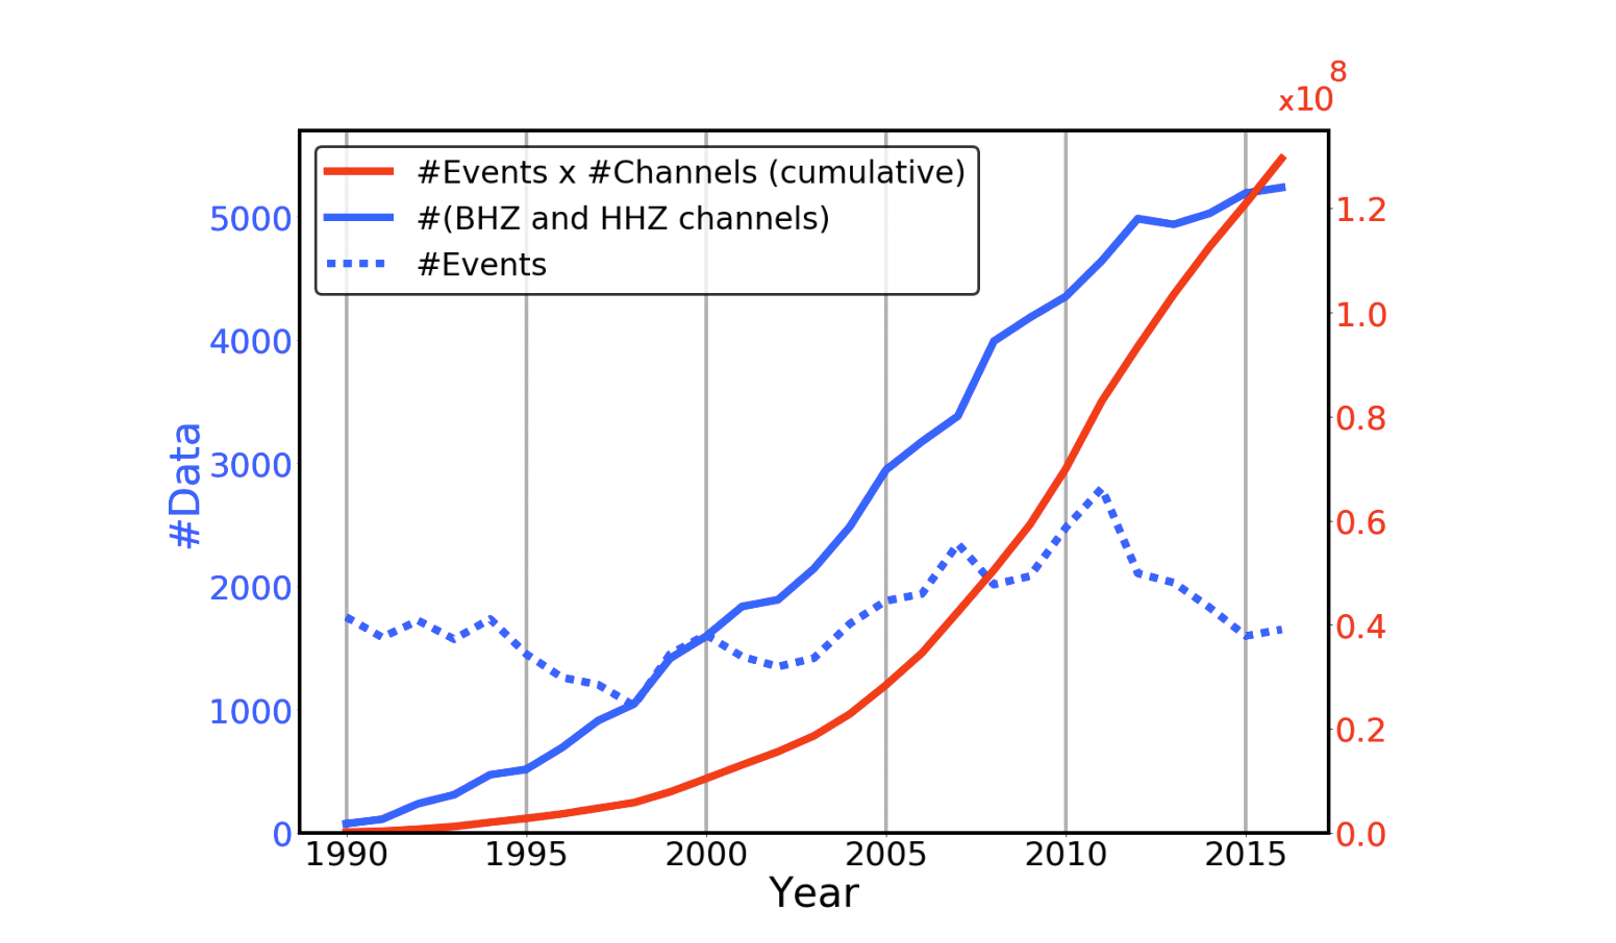 8
x10
#Events x #Channels (cumulative)
#(BHZ and HHZ channels)
#Events
5000
4000
3000
2000
1000
0
#Data
1.2
1.0
0.8
0.6
0.4
0.2
0.0
1990 1995 2000 2005 2010 2015
Year